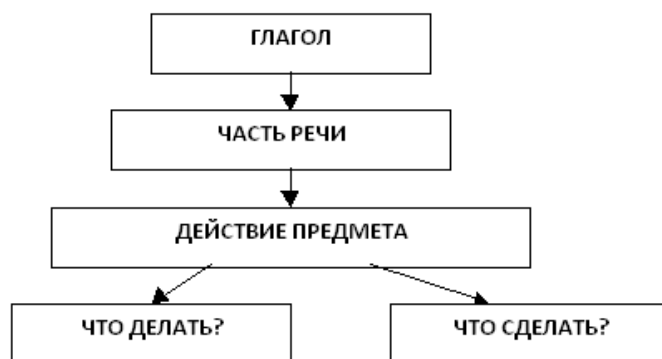 ГЛАГОЛ
ЧАСТЬ РЕЧИ
ДЕЙСТВИЕ ПРЕДМЕТА
ЧТО ДЕЛАТЬ?
ЧТО СДЕЛАТЬ?